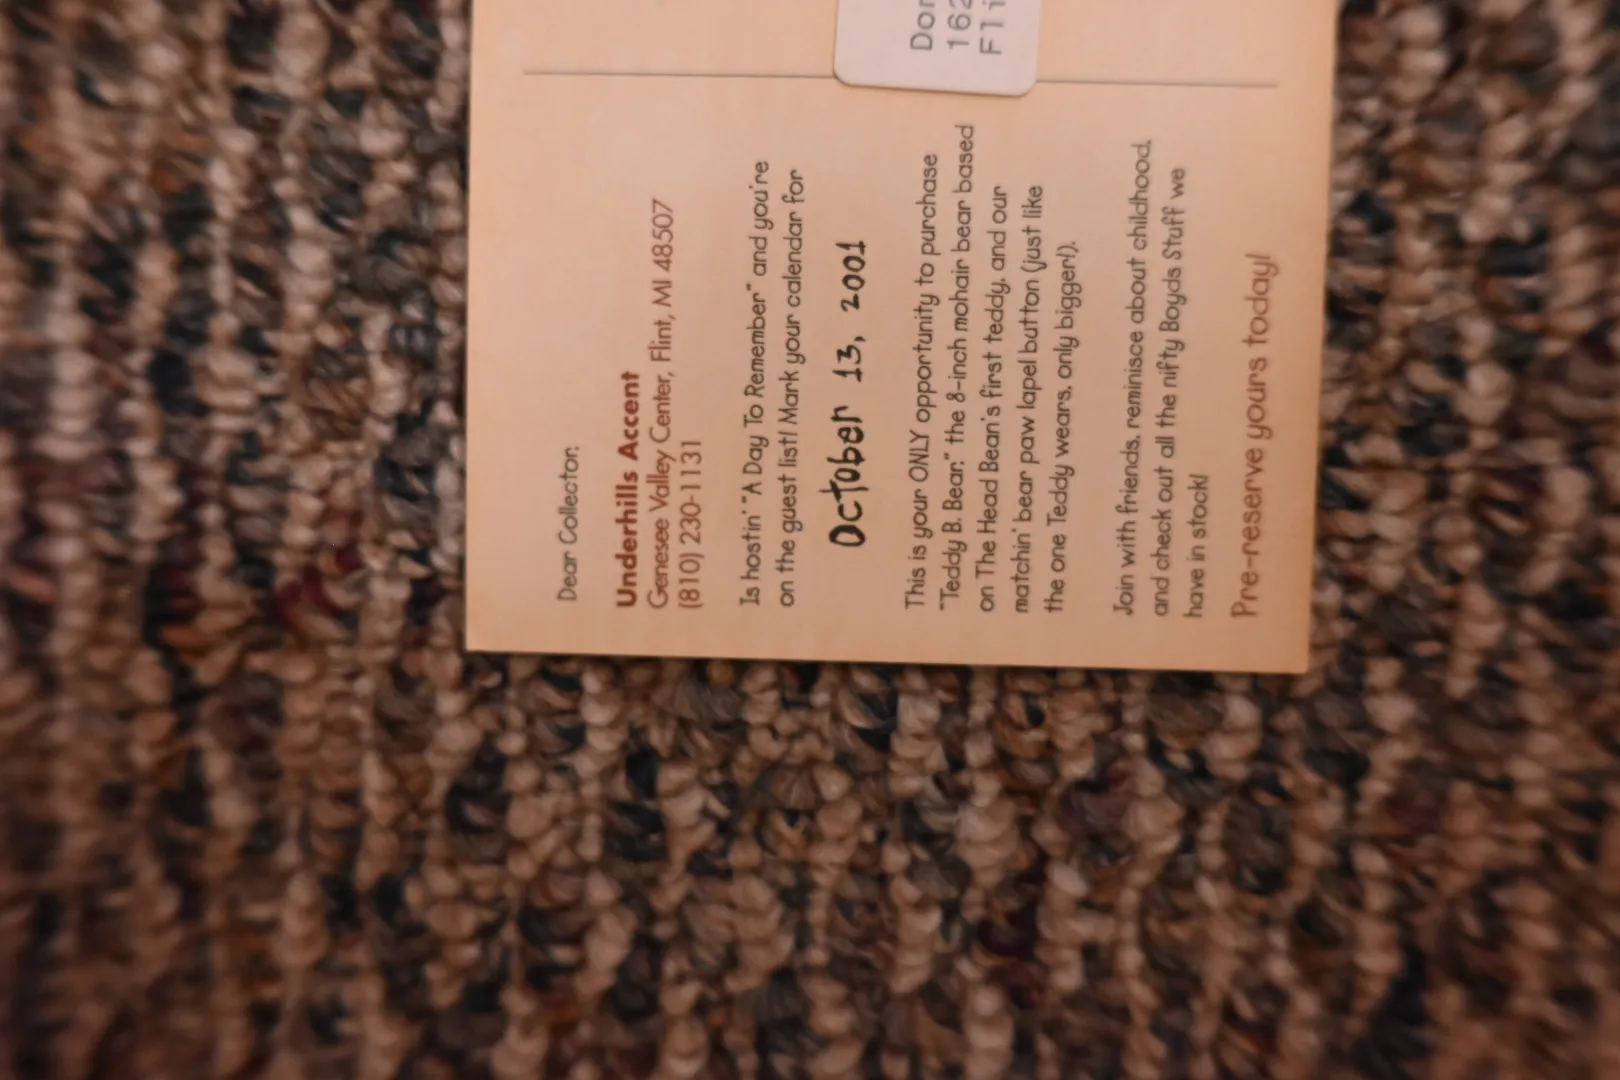 Dear Collector:
Underhills Accent
Genesee Valley Center, Flint, MI 48507
(810) 230-1131
Is hostin' "A Day To Remember" and you're
on the guest list! Mark your calendar for
October 13, 2001
This is your ONLY opportunity to purchase
"Teddy B. Bear," the 8-inch mohair bear based
on The Head Bean's first teddy, and our
matchin' bear paw lapel button (just like
the one Teddy wears, only bigger!).
Join with friends, reminisce about childhood,
and check out all the nifty Boyds Stuff we
have in stock!
Pre-reserve yours today!
Don
162
Fli